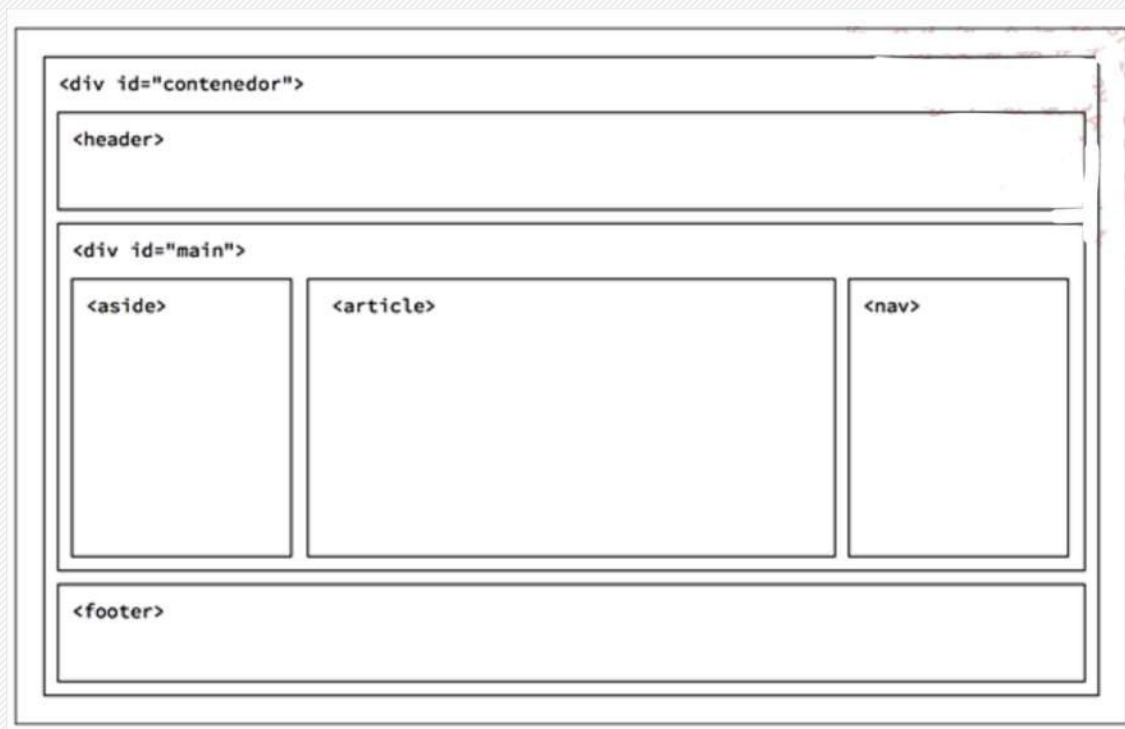 <div id="contenedor">
<header>
<div id="main">
<aside>
<article>
<nav>
<footer>